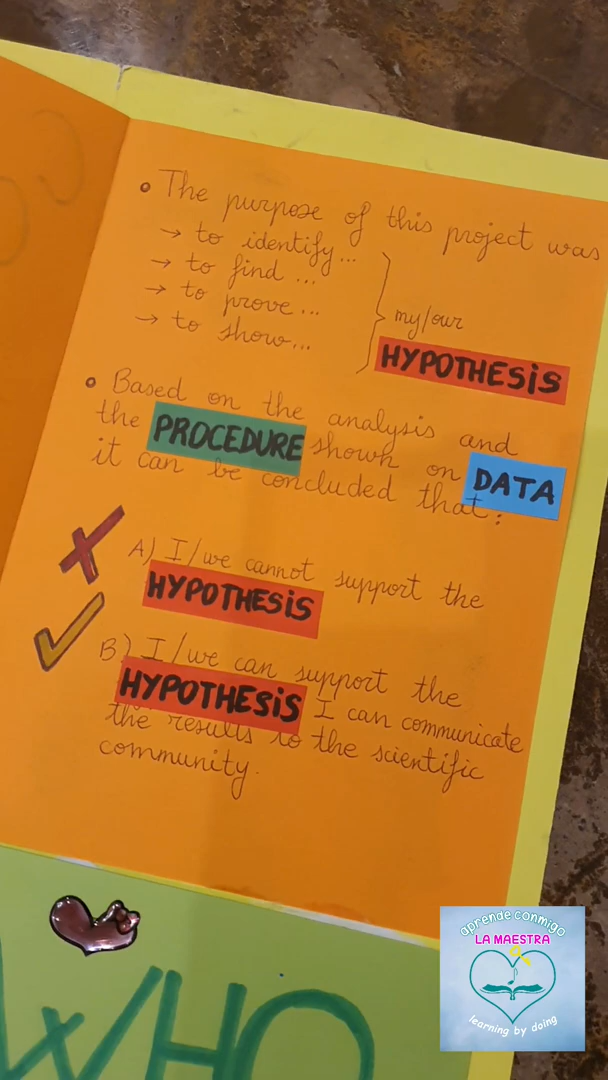 • The purpose of this project was
→ to identify...
→ to find ...
→ to prove...
→ to show...
my/our
HYPOTHESiS
• Based on the analysis and
the PROCEDURE shown on DATA
it can be concluded that:
A) I/we cannot support the
HYPOTHESiS
B) I/we can support the
HYPOTHESiS I can communicate
the results to the scientific
community.
WHO
aprende conmigo
LA MAESTRA
learning by doing